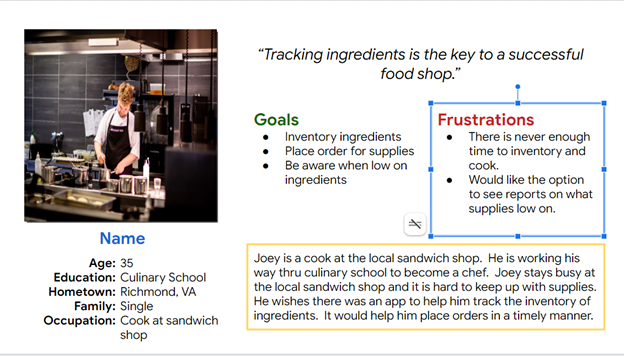 “Tracking ingredients is the key to a successful
food shop.”
Goals
● Inventory ingredients
● Place order for supplies
● Be aware when low on
ingredients
Frustrations
● There is never enough
time to inventory and
cook.
● Would like the option
to see reports on what
supplies low on.
Name
Age: 35
Education: Culinary School
Hometown: Richmond, VA
Family: Single
Occupation: Cook at sandwich
shop
Joey is a cook at the local sandwich shop.  He is working his
way thru culinary school to become a chef.  Joey stays busy at
the local sandwich shop and it is hard to keep up with supplies.
He wishes there was an app to help him track the inventory of
ingredients.  It would help him place orders in a timely manner.